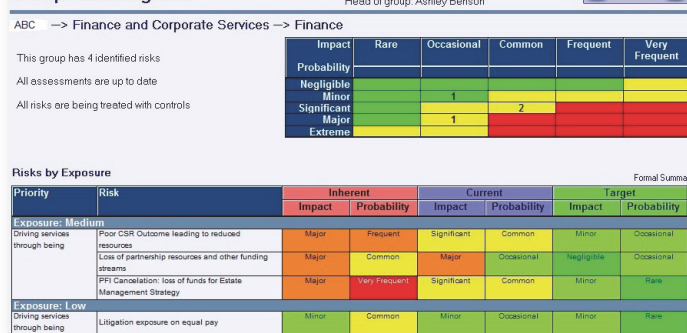 Head of group: Ashley Benson
ABC —> Finance and Corporate Services —> Finance
This group has 4 identified risks
All assessments are up to date
All risks are being treated with controls
Impact Rare Occasional Common Frequent Very Frequent
Probability
Negligible
Minor 1
Significant 2
Major 1
Extreme
Risks by Exposure
Formal Summa
Priority Risk Inherent Current Target
Impact Probability Impact Probability Impact Probability
Exposure: Medium
Driving services through being Poor CSR Outcome leading to reduced resources Major Frequent Significant Common Minor Occasional
Loss of partnership resources and other funding streams Major Common Major Occasional Negligible Occasional
PFI Cancelation: loss of funds for Estate Management Strategy Major Very Frequent Significant Common Minor Rare
Exposure: Low
Driving services through being Litigation exposure on equal pay Minor Common Minor Occasional Minor Rare